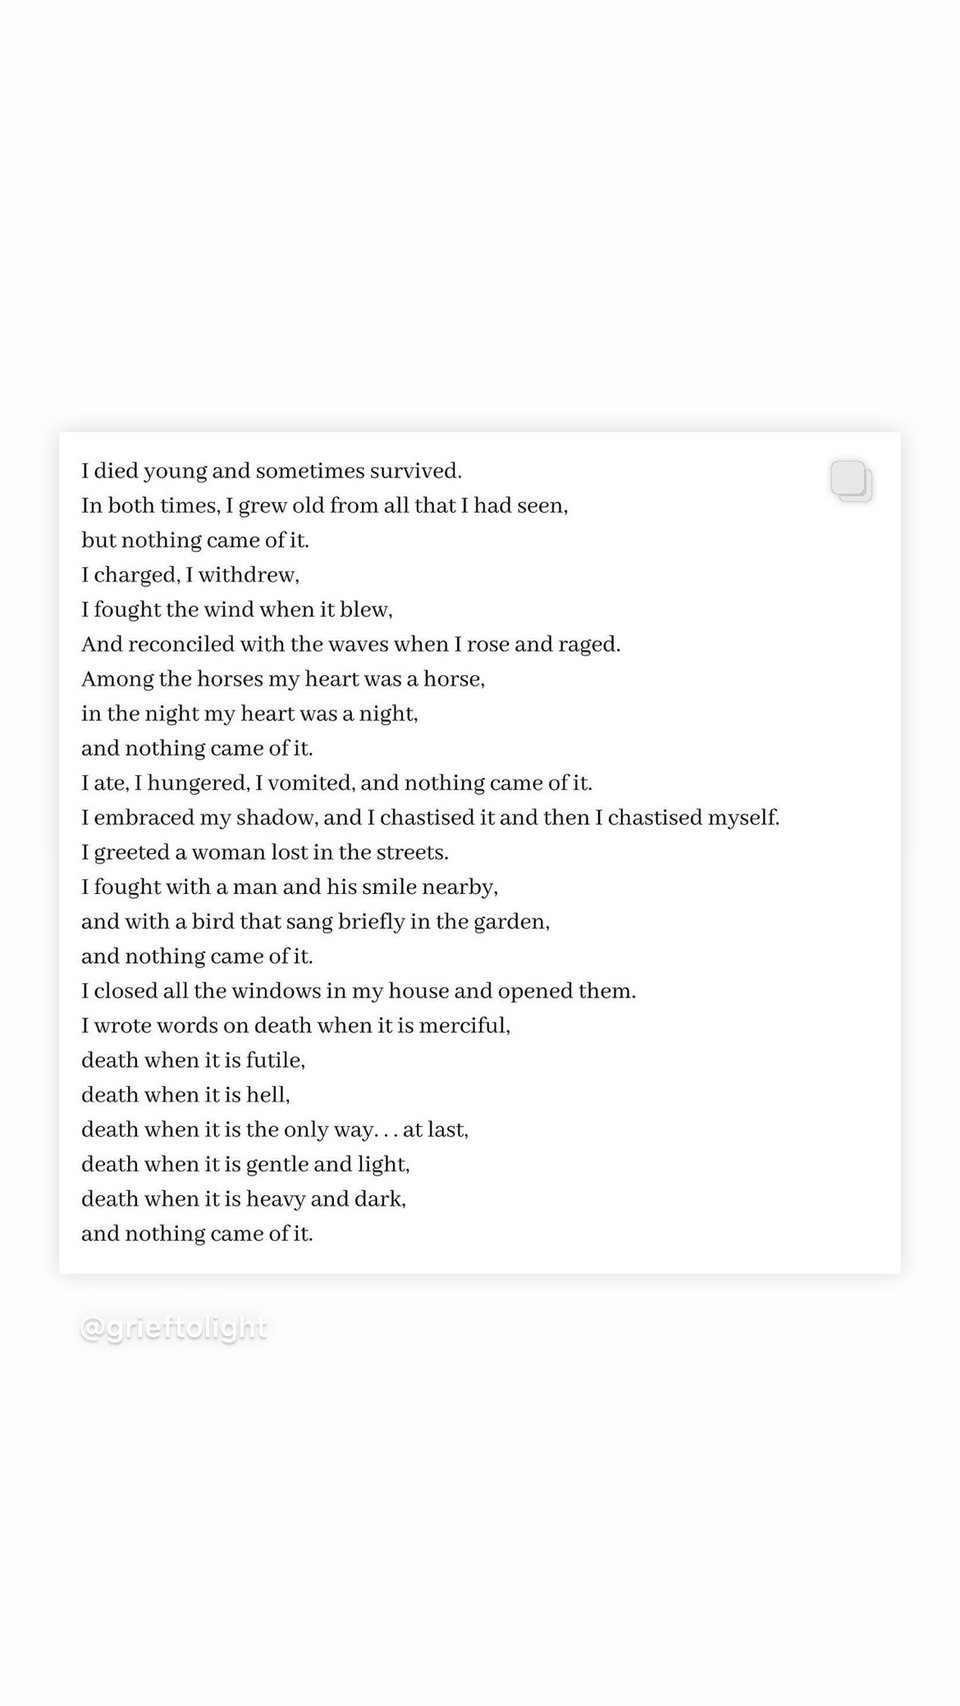 I died young and sometimes survived.
In both times, I grew old from all that I had seen,
but nothing came of it.
I charged, I withdrew,
I fought the wind when it blew,
And reconciled with the waves when I rose and raged.
Among the horses my heart was a horse,
in the night my heart was a night,
and nothing came of it.
I ate, I hungered, I vomited, and nothing came of it.
I embraced my shadow, and I chastised it and then I chastised myself.
I greeted a woman lost in the streets.
I fought with a man and his smile nearby,
and with a bird that sang briefly in the garden,
and nothing came of it.
I closed all the windows in my house and opened them.
I wrote words on death when it is merciful,
death when it is futile,
death when it is hell,
death when it is the only way. . . at last,
death when it is gentle and light,
death when it is heavy and dark,
and nothing came of it.
@grieftolight